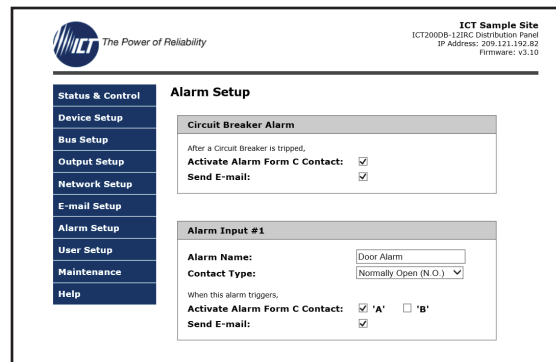 ICT Sample Site
ICT200DB-12IRC Distribution Panel
IP Address: 209.121.192.82
Firmware: v3.10
ICT
The Power of Reliability
Status & Control
Device Setup
Bus Setup
Output Setup
Network Setup
E-mail Setup
Alarm Setup
User Setup
Maintenance
Help
Alarm Setup
Circuit Breaker Alarm
After a Circuit Breaker is tripped,
Activate Alarm Form C Contact:
Send E-mail:
Alarm Input #1
Alarm Name: Door Alarm
Contact Type: Normally Open (N.O.)
When this alarm triggers,
Activate Alarm Form C Contact: 'A' 'B'
Send E-mail: